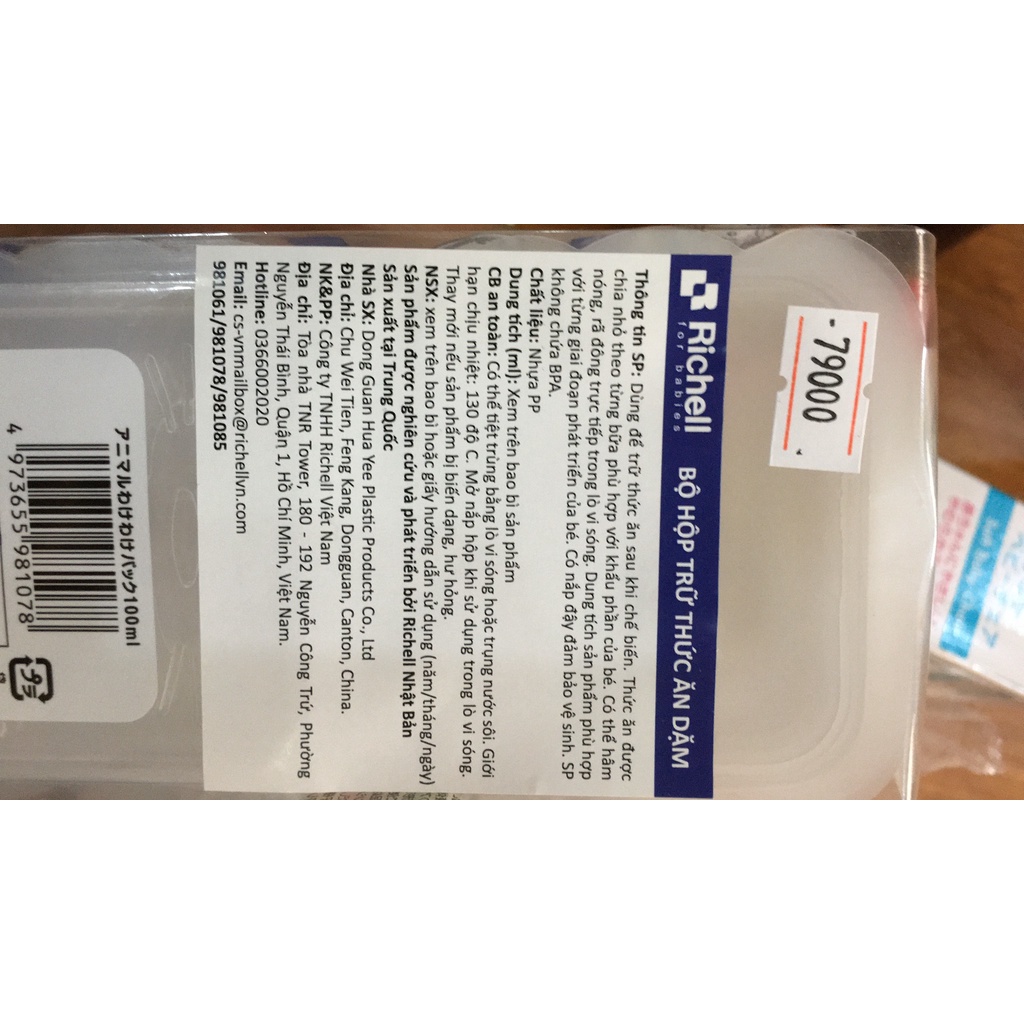 79000
Richell
for babies
BỘ HỘP TRỮ THỨC ĂN DẶM
Thông tin SP: Dùng để trữ thức ăn sau khi chế biến. Thức ăn được
chia nhỏ theo từng bữa phù hợp với khẩu phần của bé. Có thể hâm
nóng, rã đông trực tiếp trong lò vi sóng. Dung tích sản phẩm phù hợp
với từng giai đoạn phát triển của bé. Có nắp đậy đảm bảo vệ sinh. SP
không chứa BPA.
Chất liệu: Nhựa PP
Dung tích (ml): Xem trên bao bì sản phẩm
CB an toàn: Có thể tiệt trùng bằng lò vi sóng hoặc trụng nước sôi. Giới
hạn chịu nhiệt: 130 độ C. Mở nắp hộp khi sử dụng trong lò vi sóng.
Thay mới nếu sản phẩm bị biến dạng, hư hỏng.
NSX: xem trên bao bì hoặc giấy hướng dẫn sử dụng (năm/tháng/ngày)
Sản phẩm được nghiên cứu và phát triển bởi Richell Nhật Bản
Sản xuất tại Trung Quốc
Nhà SX: Dong Guan Hua Yee Plastic Products Co., Ltd
Địa chỉ: Chu Wei Tien, Feng Kang, Dongguan, Canton, China.
NK&PP: Công ty TNHH Richell Việt Nam
Địa chỉ: Tòa nhà TNR Tower, 180 - 192 Nguyễn Công Trứ, Phường
Nguyễn Thái Bình, Quận 1, Hồ Chí Minh, Việt Nam.
Hotline: 0366002020
Email: cs-vnmailbox@richellvn.com
981061/981078/981085
アニマルわけわけパック100ml
4 973655 981078
プラ